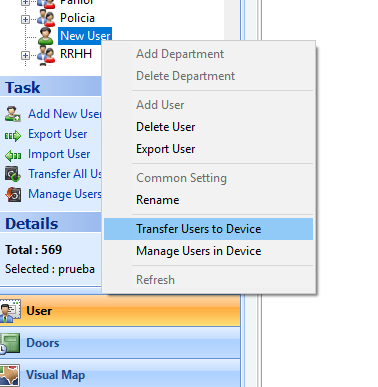 Panol
Policia
New User
RRHH
Task
Add New User
Export User
Import User
Transfer All Us
Manage Users
Details
Total : 569
Selected : prueba
Add Department
Delete Department
Add User
Delete User
Export User
Common Setting
Rename
Transfer Users to Device
Manage Users in Device
Refresh
User
Doors
Visual Map